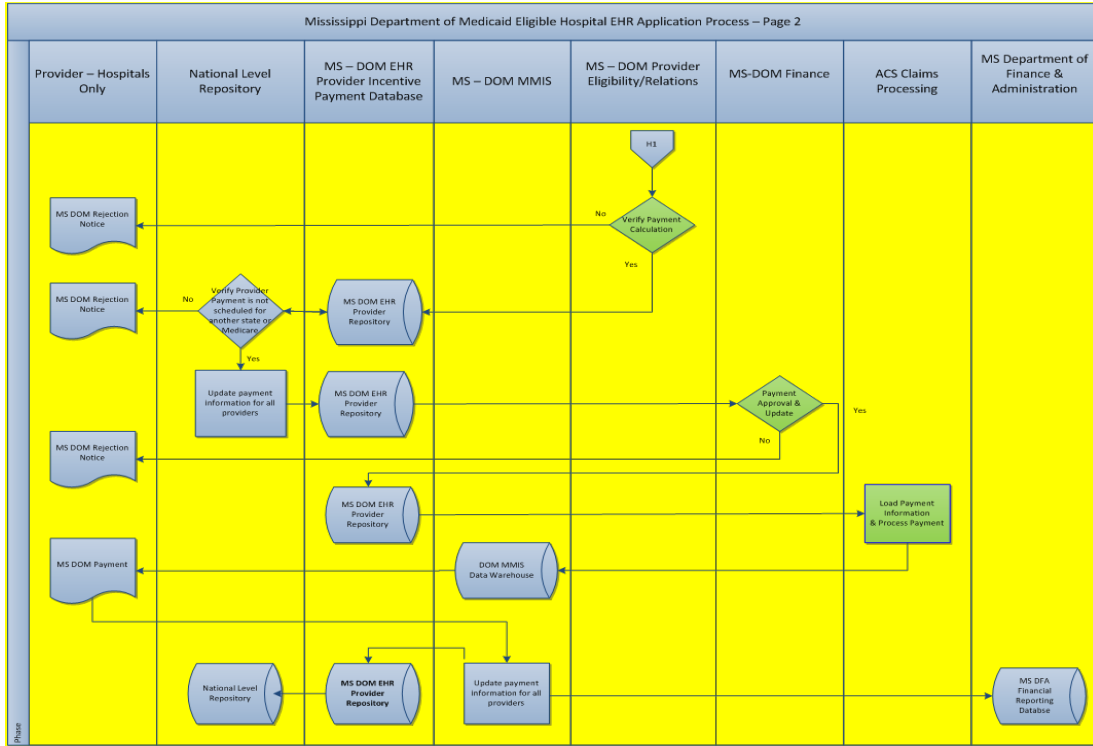 Mississippi Department of Medicaid Eligible Hospital EHR Application Process – Page 2
Provider – Hospitals
Only
National Level
Repository
MS – DOM EHR
Provider Incentive
Payment Database
MS – DOM MMIS
MS – DOM Provider
Eligibility/Relations
MS-DOM Finance
ACS Claims
Processing
MS Department of
Finance &
Administration
H1
MS DOM Rejection
Notice
No
Verify Payment
Calculation
Yes
MS DOM Rejection
Notice
No
Verify Provider
Payment is not
scheduled for
another state or
Medicare
MS DOM EHR
Provider
Repository
Yes
Update payment
information for all
providers
MS DOM EHR
Provider
Repository
Payment
Approval &
Update
Yes
No
MS DOM Rejection
Notice
MS DOM EHR
Provider
Repository
Load Payment
Information
& Process Payment
MS DOM Payment
DOM MMIS
Data Warehouse
National Level
Repository
MS DOM EHR
Provider
Repository
Update payment
information for all
providers
MS DFA
Financial
Reporting
Databse
Phase